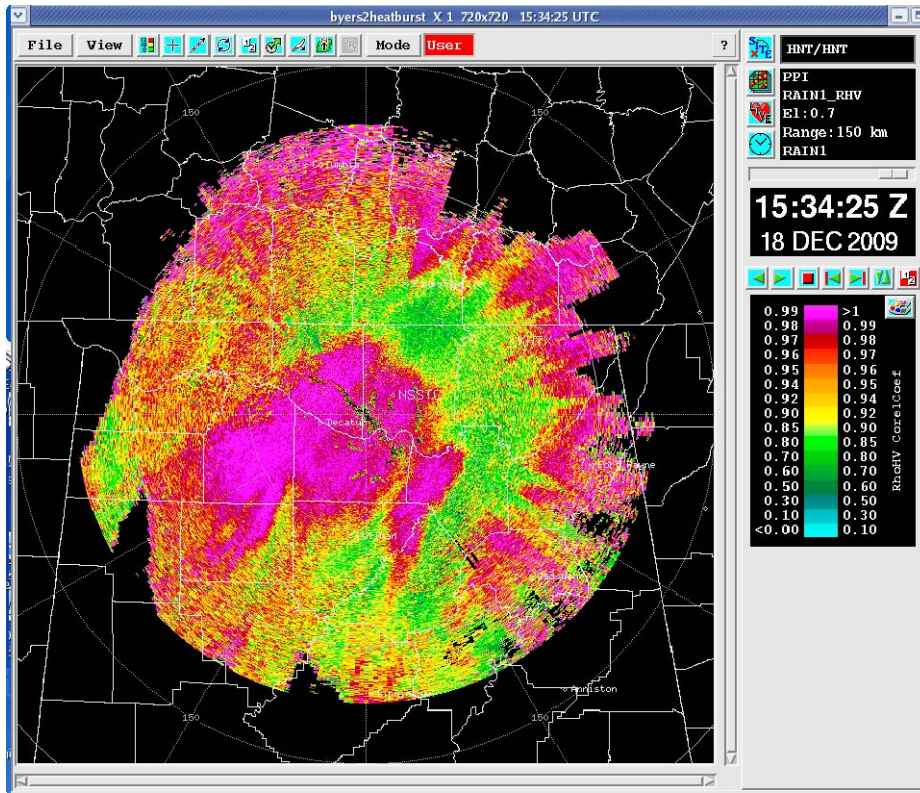 byers2heatburst X 1 720x720 15:34:25 UTC
File View Mode User ?
HNT/HNT
PPI
RAIN1_RHV
El:0.7
Range:150 km
RAIN1
15:34:25 Z
18 DEC 2009
0.99 >1
0.98 0.99
0.97 0.98
0.96 0.97
0.95 0.96
0.94 0.95
0.92 0.94
0.90 0.92
0.85 0.90
0.80 0.85
0.70 0.80
0.60 0.70
0.50 0.60
0.30 0.50
0.10 0.30
<0.00 0.10
RhoHV CorelCoef
150
150
NSSTC
Decatur
150
150
Anniston